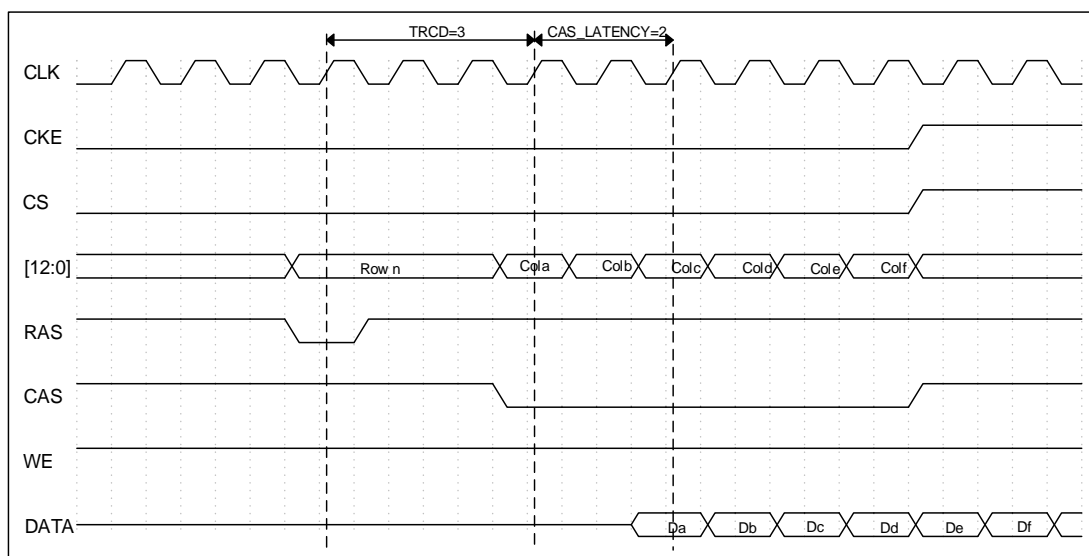 TRCD=3 CAS_LATENCY=2
CLK
CKE
CS
[12:0] Row n Cola Colb Colc Cold Cole Colf
RAS
CAS
WE
DATA Da Db Dc Dd De Df